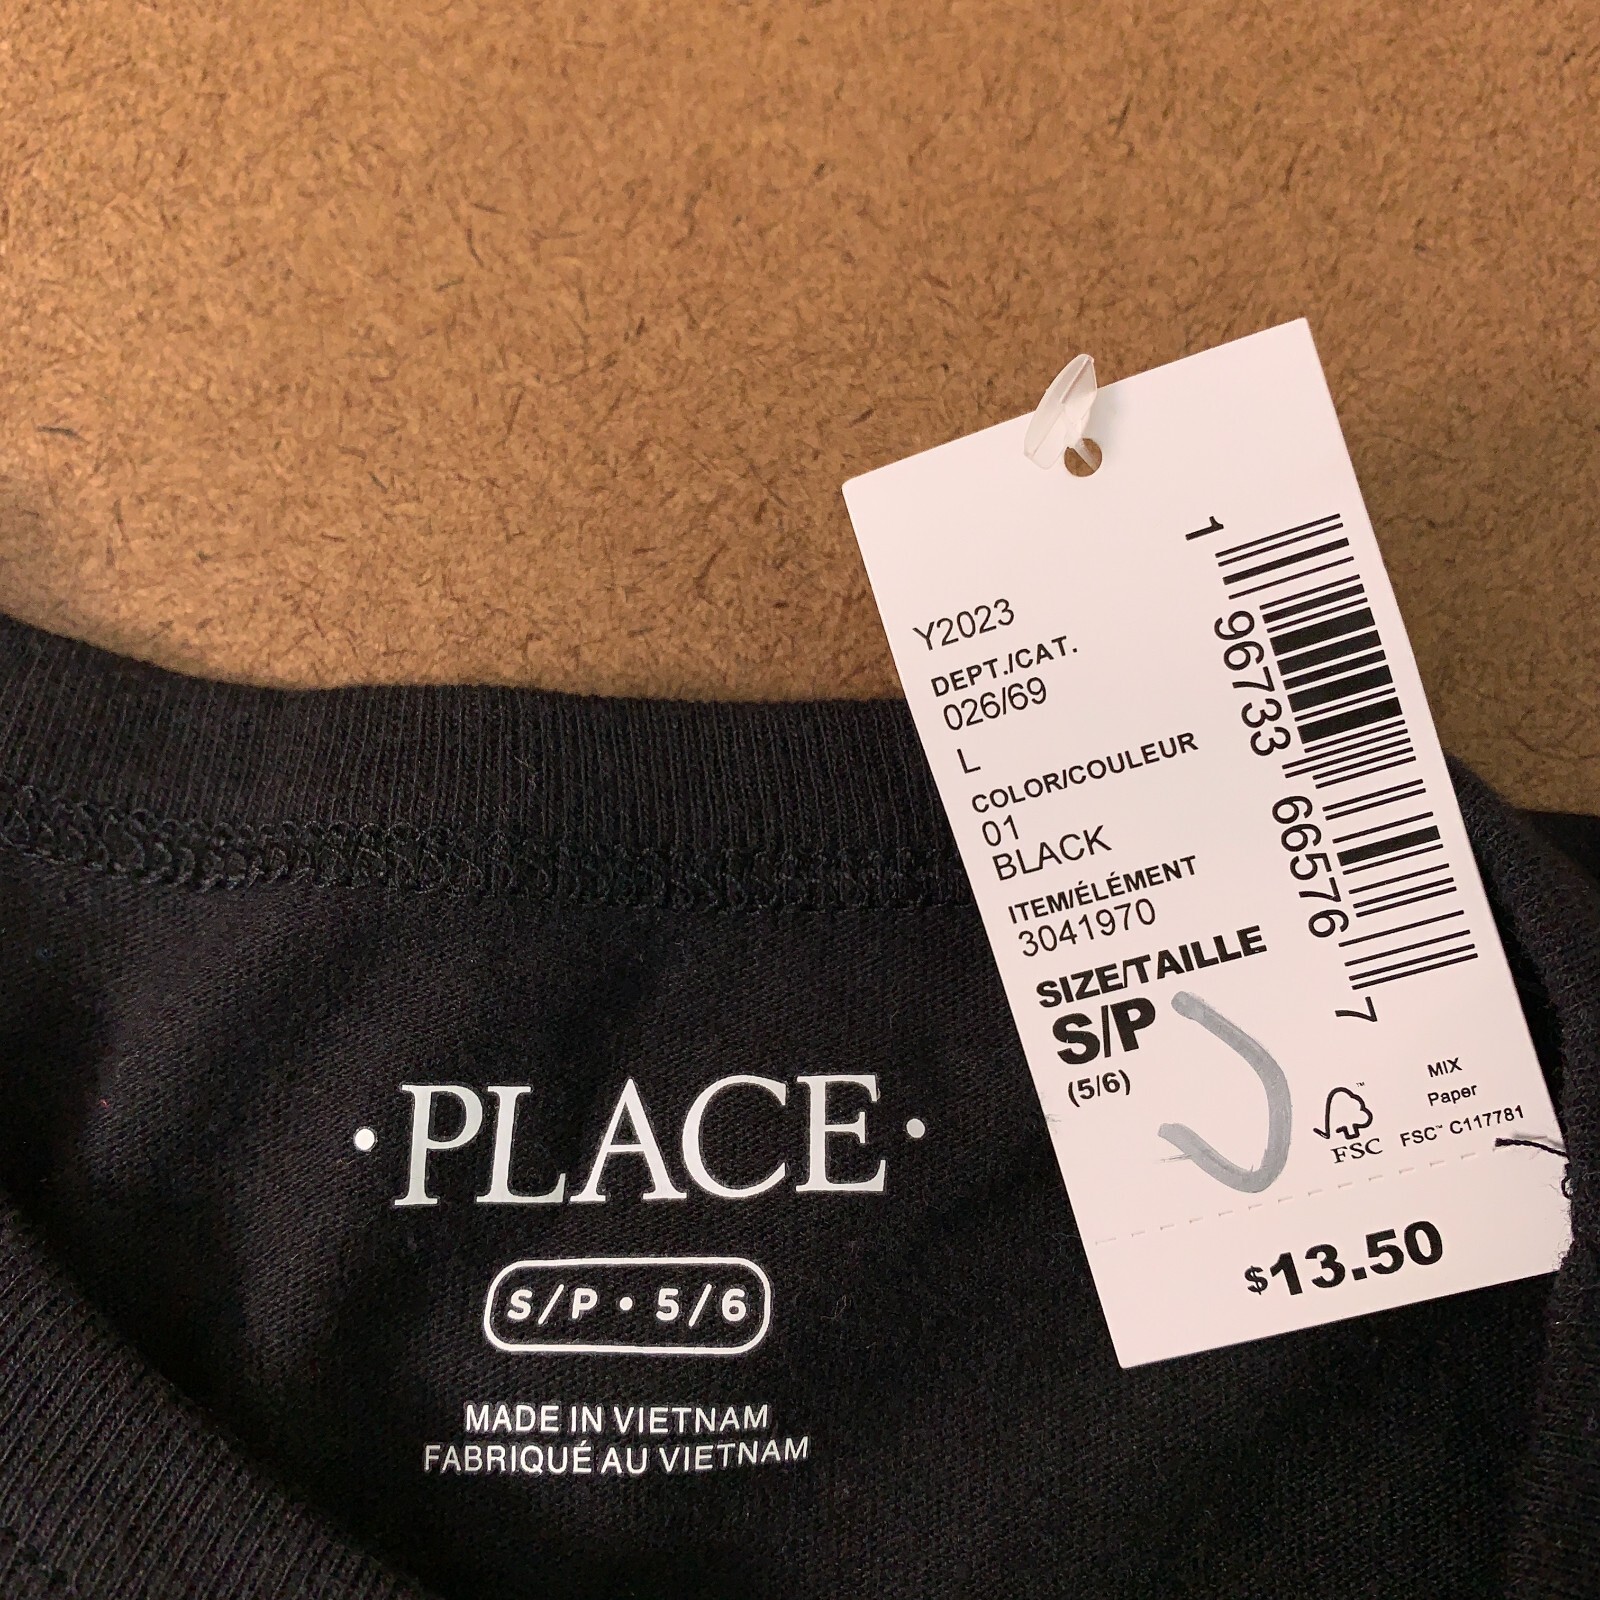 Y2023
DEPT./CAT.
026/69
L
COLOR/COULEUR
01
BLACK
ITEM/ÉLÉMENT
3041970
SIZE/TAILLE
S/P
(5/6)
1 96733 66576 7
FSC™
MIX
Paper
FSC™ C117781
$13.50
·PLACE·
S/P • 5/6
MADE IN VIETNAM
FABRIQUÉ AU VIETNAM